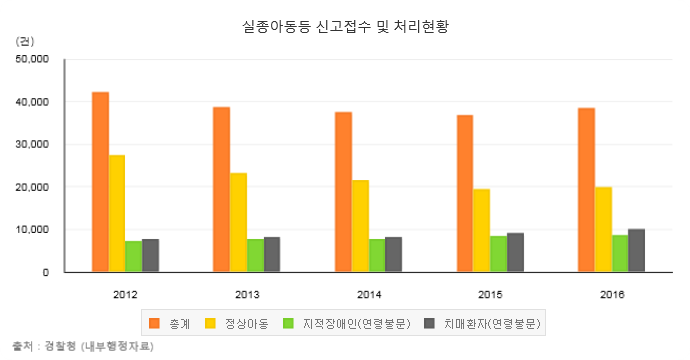 실종아동등 신고접수 및 처리현황
(건)
50,000
40,000
30,000
20,000
10,000
0
2012 2013 2014 2015 2016
총계 정상아동 지적장애인(연령불문) 치매환자(연령불문)
출처 : 경찰청 (내부행정자료)